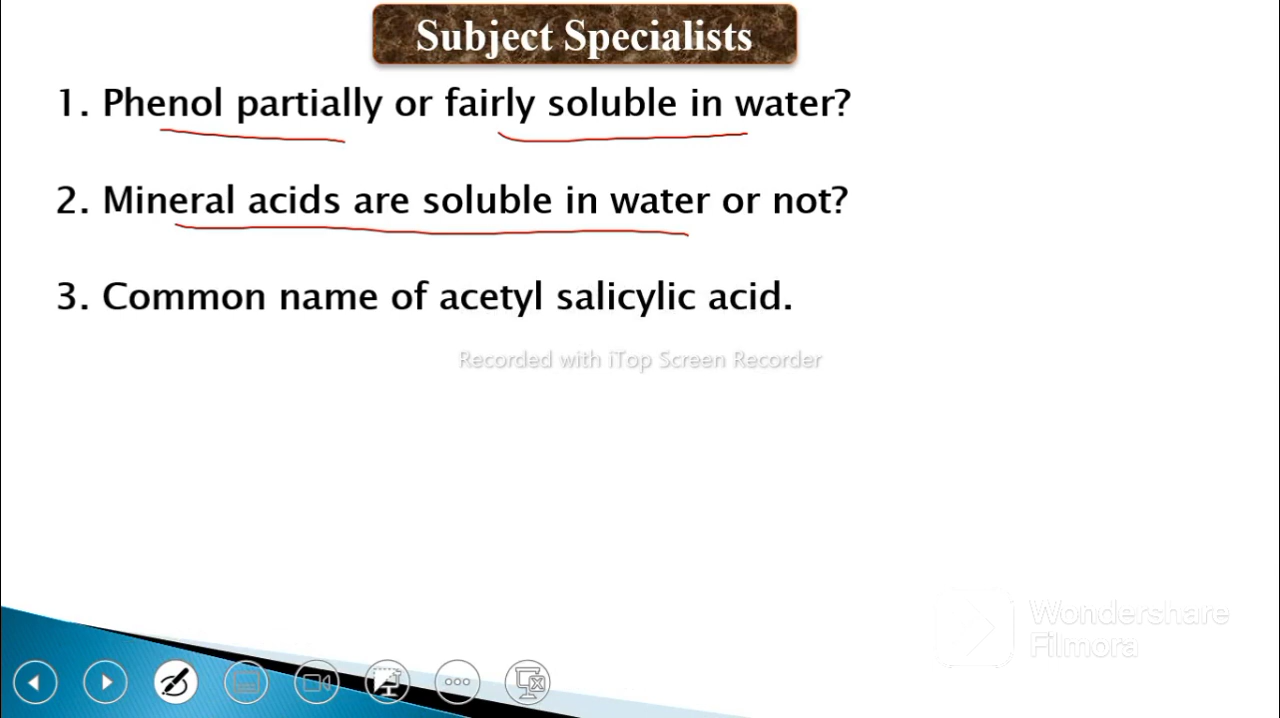 Subject Specialists
1. Phenol partially or fairly soluble in water?
2. Mineral acids are soluble in water or not?
3. Common name of acetyl salicylic acid.
Recorded with iTop Screen Recorder
Wondershare
Filmora